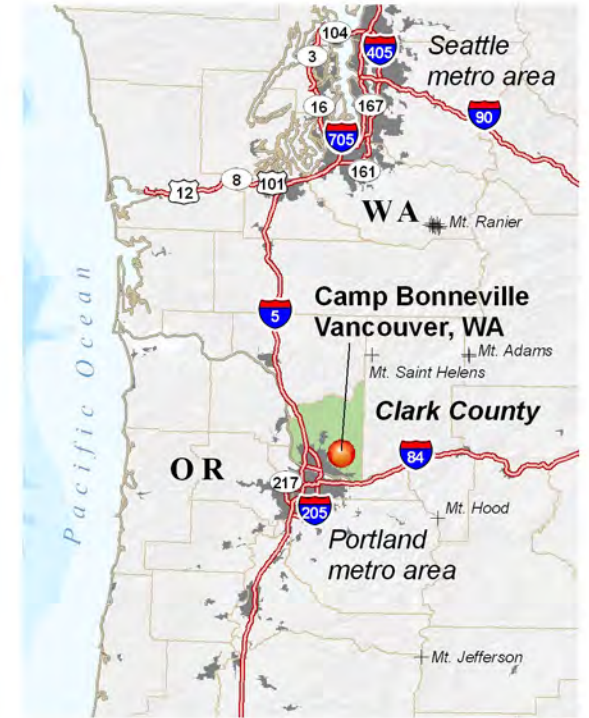 104
3
405
Seattle
metro area
16
167
90
705
161
8
101
12
WA
Mt. Ranier
Pacific Ocean
Camp Bonneville
Vancouver, WA
5
Mt. Adams
Mt. Saint Helens
Clark County
84
OR
217
205
Mt. Hood
Portland
metro area
Mt. Jefferson